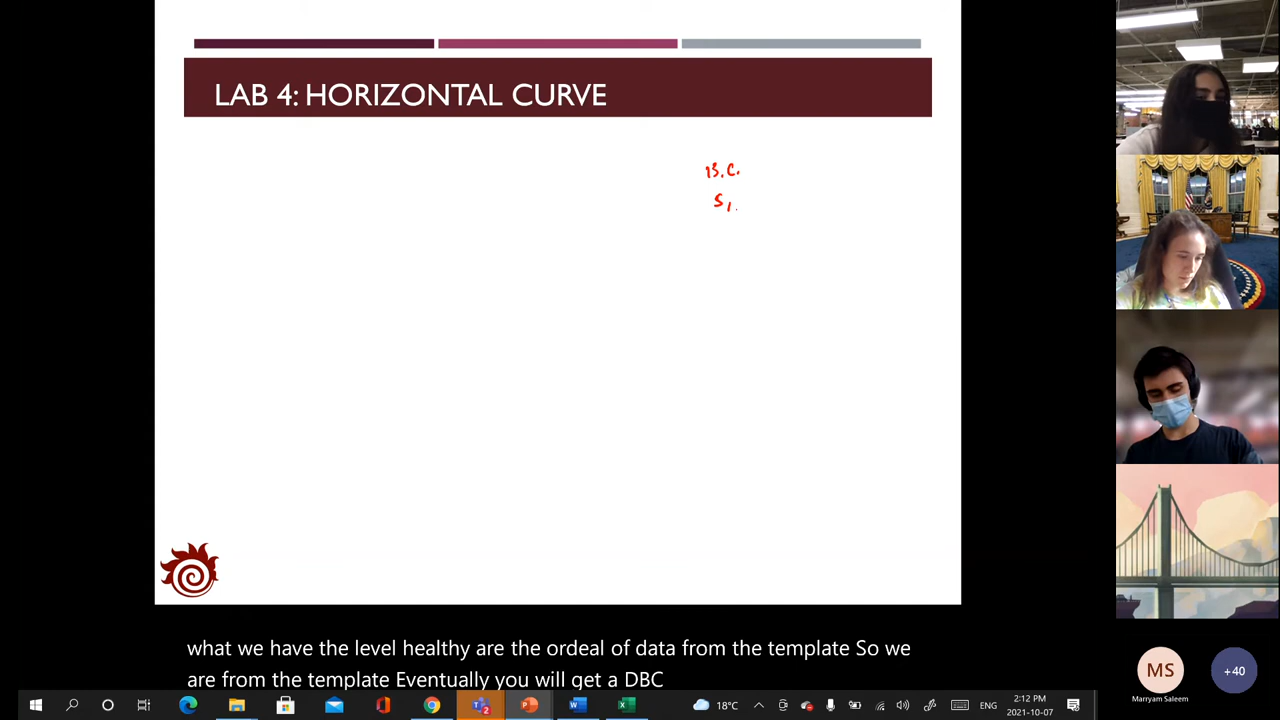 LAB 4: HORIZONTAL CURVE
B.C.
S,.
what we have the level healthy are the ordeal of data from the template So we
are from the template Eventually you will get a DBC
MS
Marryam Saleem
+40
2
18°C
ENG
2:12 PM
2021-10-07